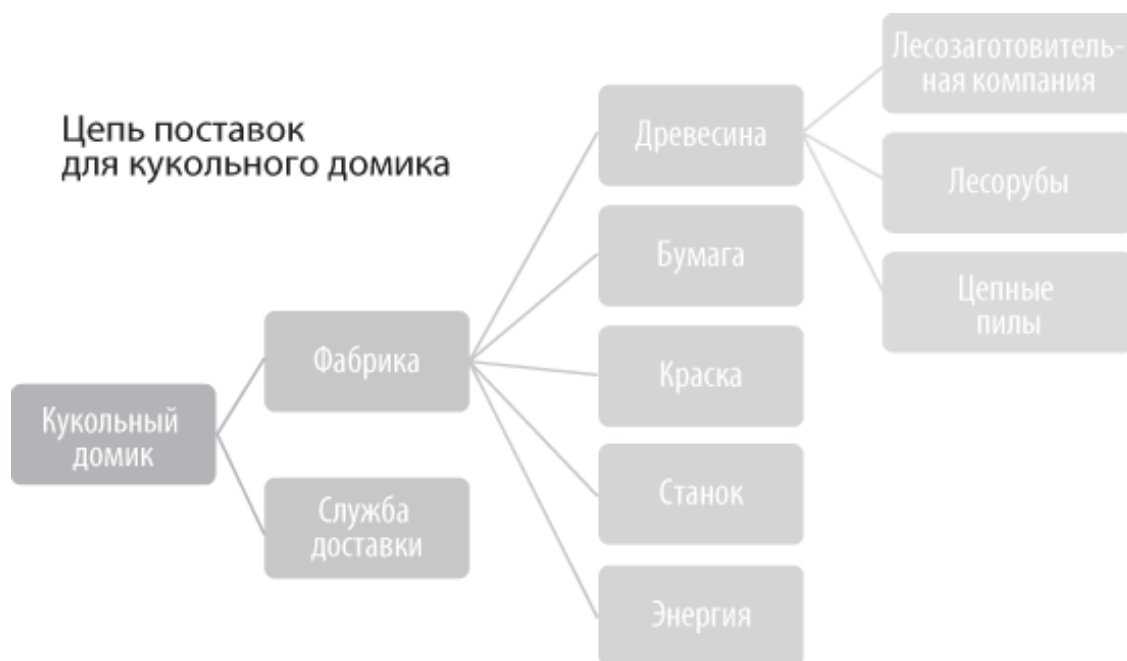 Цепь поставок
для кукольного домика
Кукольный
домик
Фабрика
Служба
доставки
Древесина
Бумага
Краска
Станок
Энергия
Лесозаготовитель-
ная компания
Лесорубы
Цепные
пилы